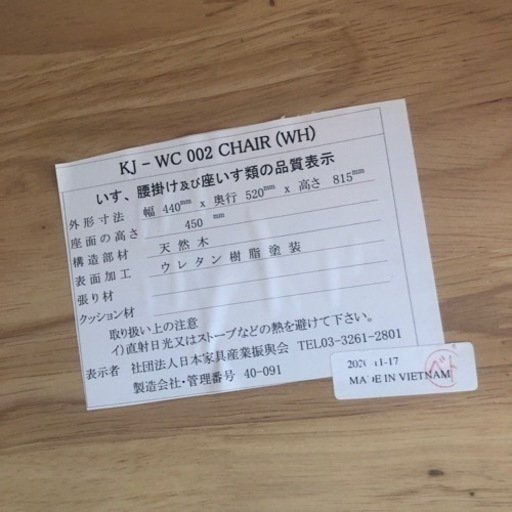 KJ – WC 002 CHAIR (WH)
いす、腰掛け及び座いす類の品質表示
外形寸法 幅 440mm x 奥行 520mm x 高さ 815mm
座面の高さ 450 mm
構造部材 天然木
表面加工 ウレタン樹脂塗装
張り材
クッション材
取り扱い上の注意
イ)直射日光又はストーブなどの熱を避けて下さい。
表示者 社団法人日本家具産業振興会 TEL03-3261-2801
製造会社・管理番号 40-091
11-17
MADE IN VIETNAM
ベト